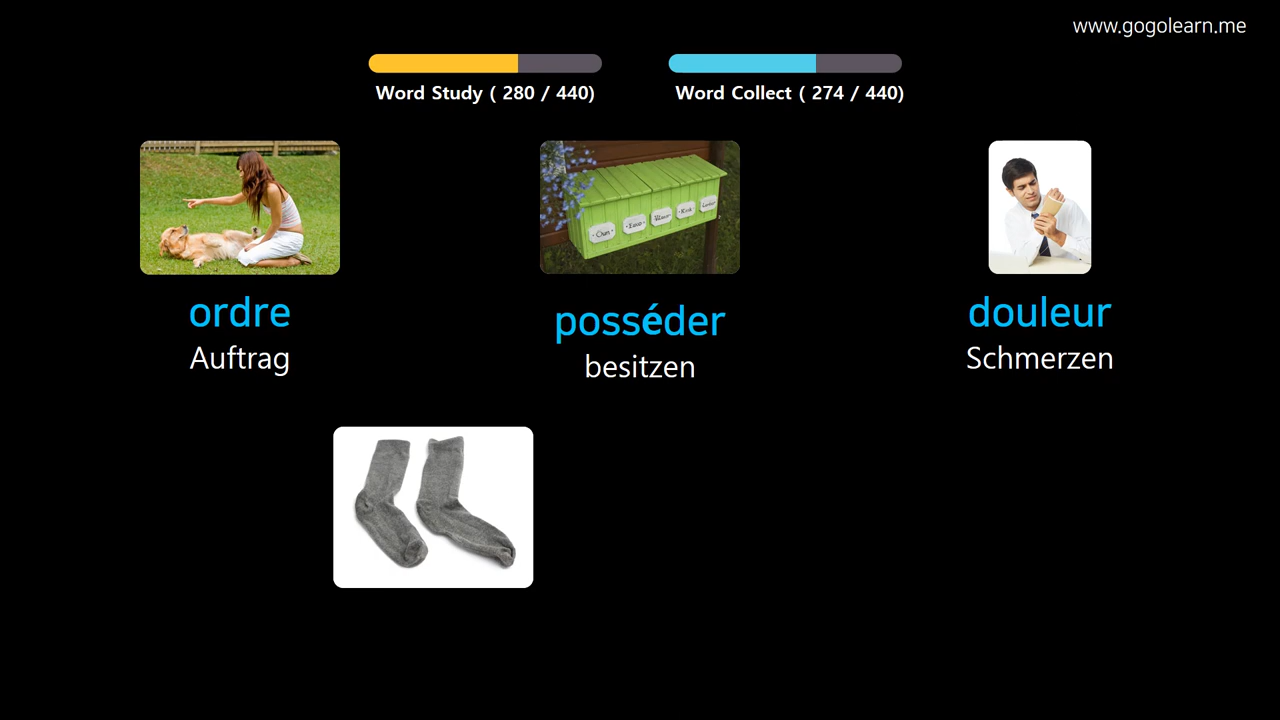 www.gogolearn.me
Word Study ( 280 / 440)
Word Collect ( 274 / 440)
ordre
posséder
douleur
Auftrag
besitzen
Schmerzen